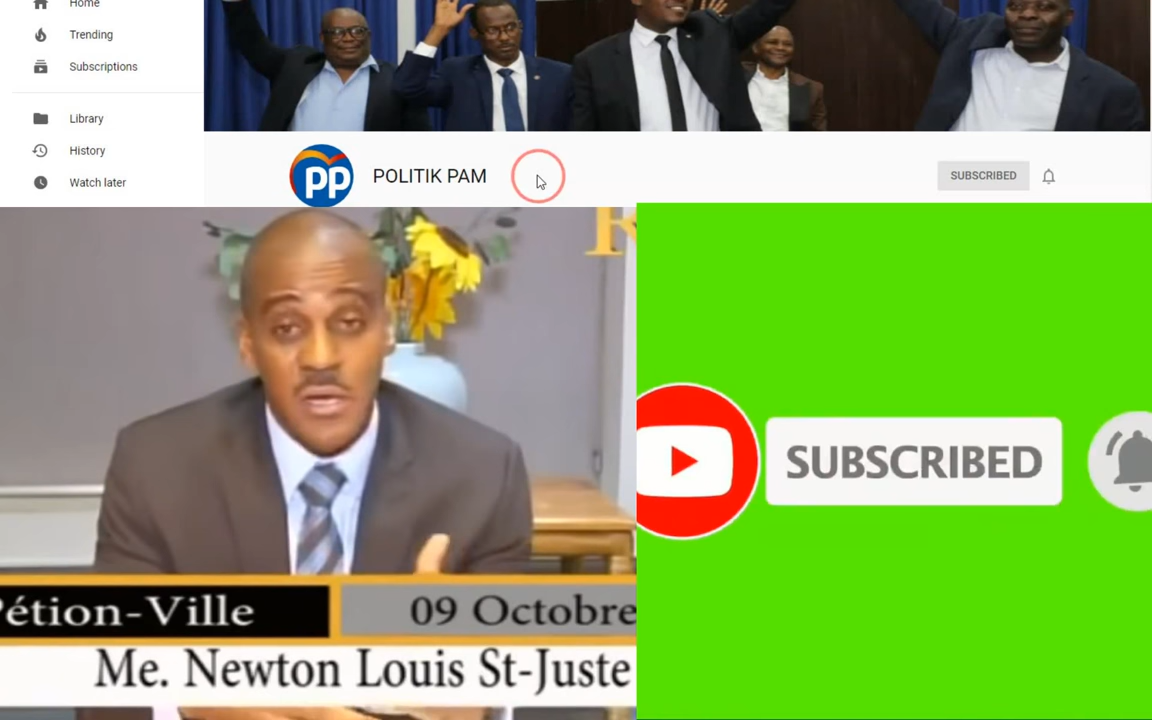 Home
Trending
Subscriptions
Library
History
Watch later
pp
POLITIK PAM
SUBSCRIBED
R
SUBSCRIBED
Pétion-Ville
09 Octobre
Me. Newton Louis St-Juste